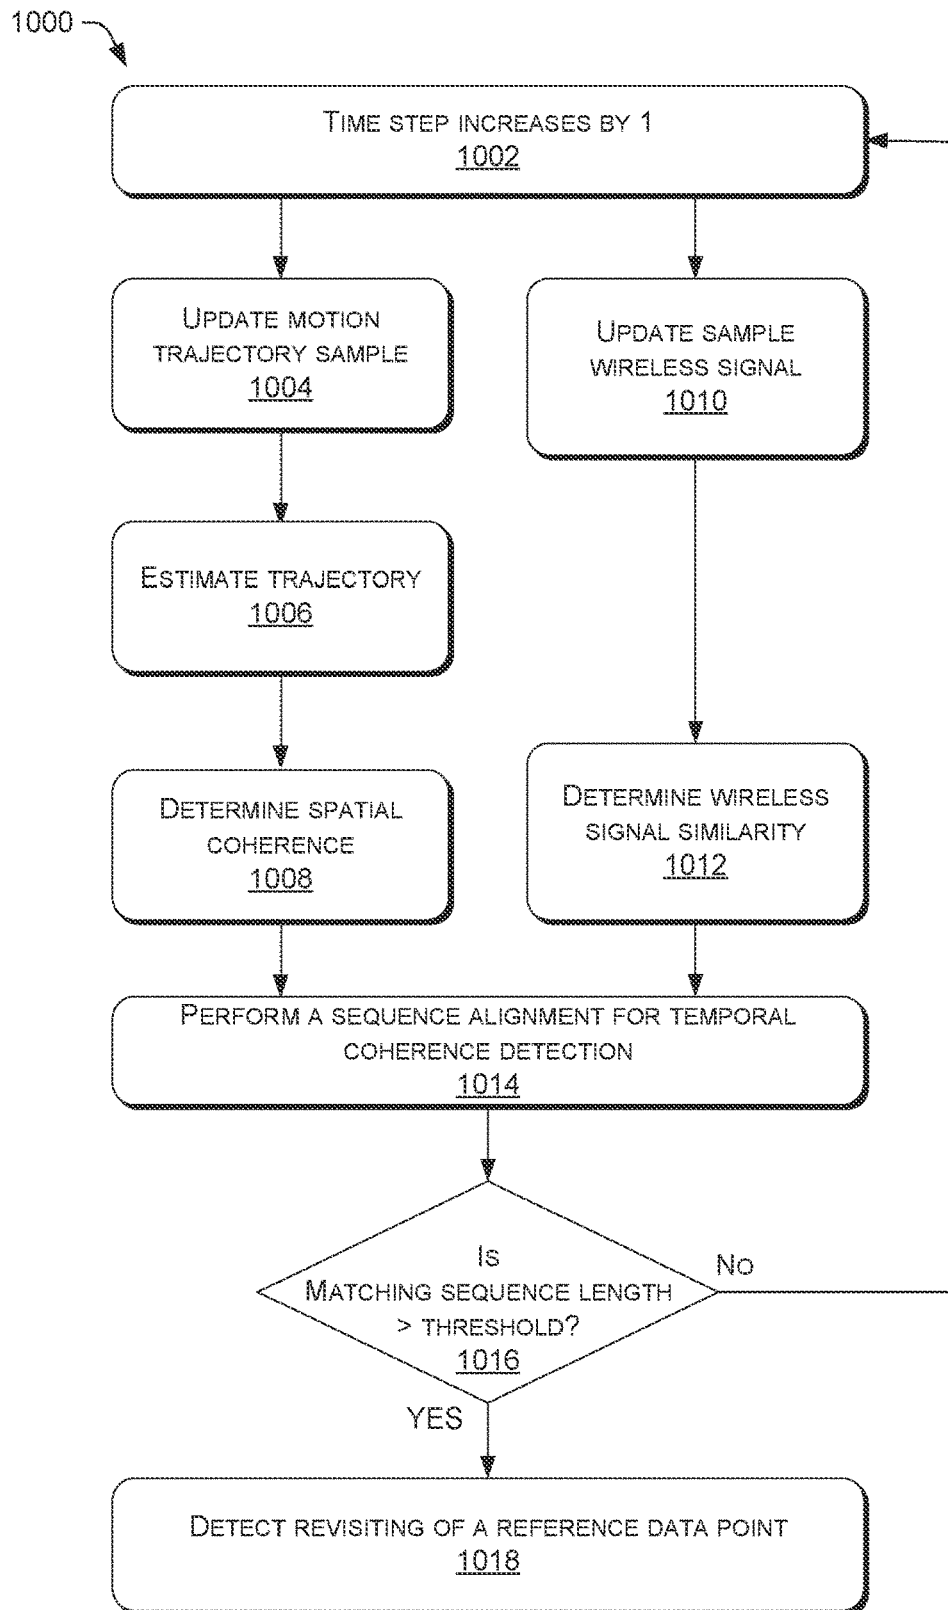 1000
TIME STEP INCREASES BY 1
1002
UPDATE MOTION
TRAJECTORY SAMPLE
1004
UPDATE SAMPLE
WIRELESS SIGNAL
1010
ESTIMATE TRAJECTORY
1006
DETERMINE SPATIAL
COHERENCE
1008
DETERMINE WIRELESS
SIGNAL SIMILARITY
1012
PERFORM A SEQUENCE ALIGNMENT FOR TEMPORAL
COHERENCE DETECTION
1014
IS
MATCHING SEQUENCE LENGTH
> THRESHOLD?
1016
NO
YES
DETECT REVISITING OF A REFERENCE DATA POINT
1018